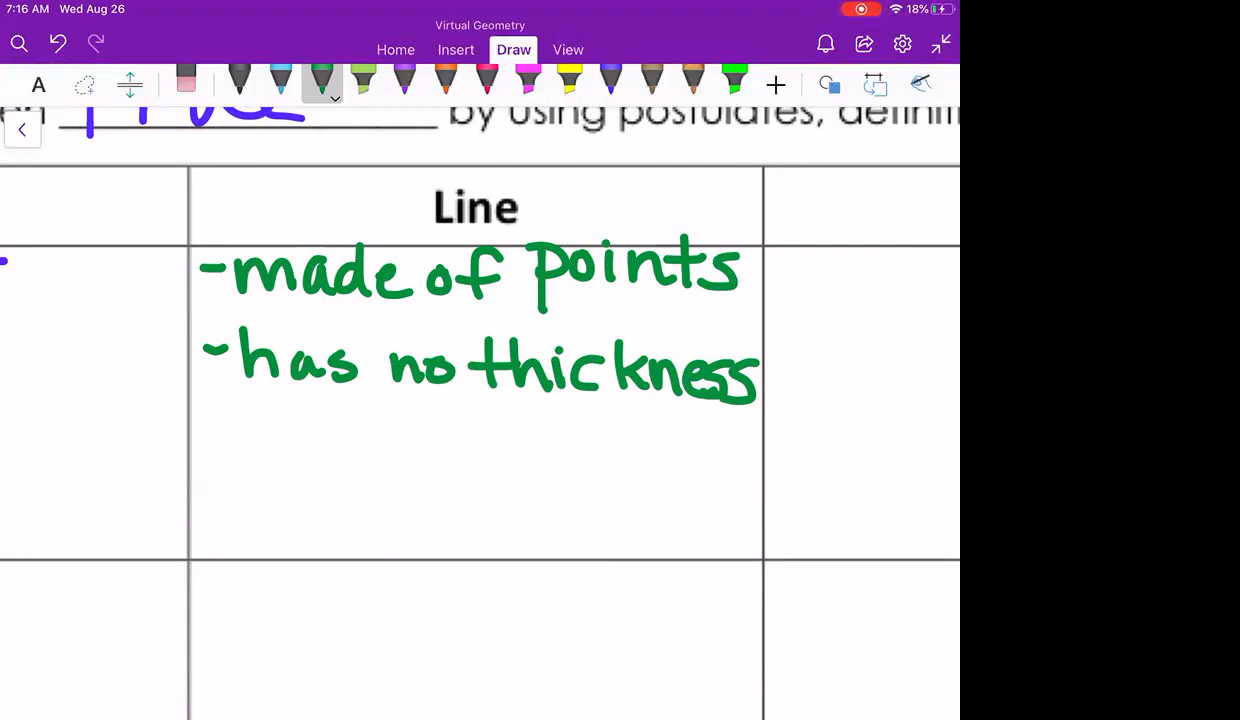 7:16 AM Wed Aug 26
18%
Virtual Geometry
Home Insert Draw View
A
by using postulates,
Line
-made of points
-has no thickness